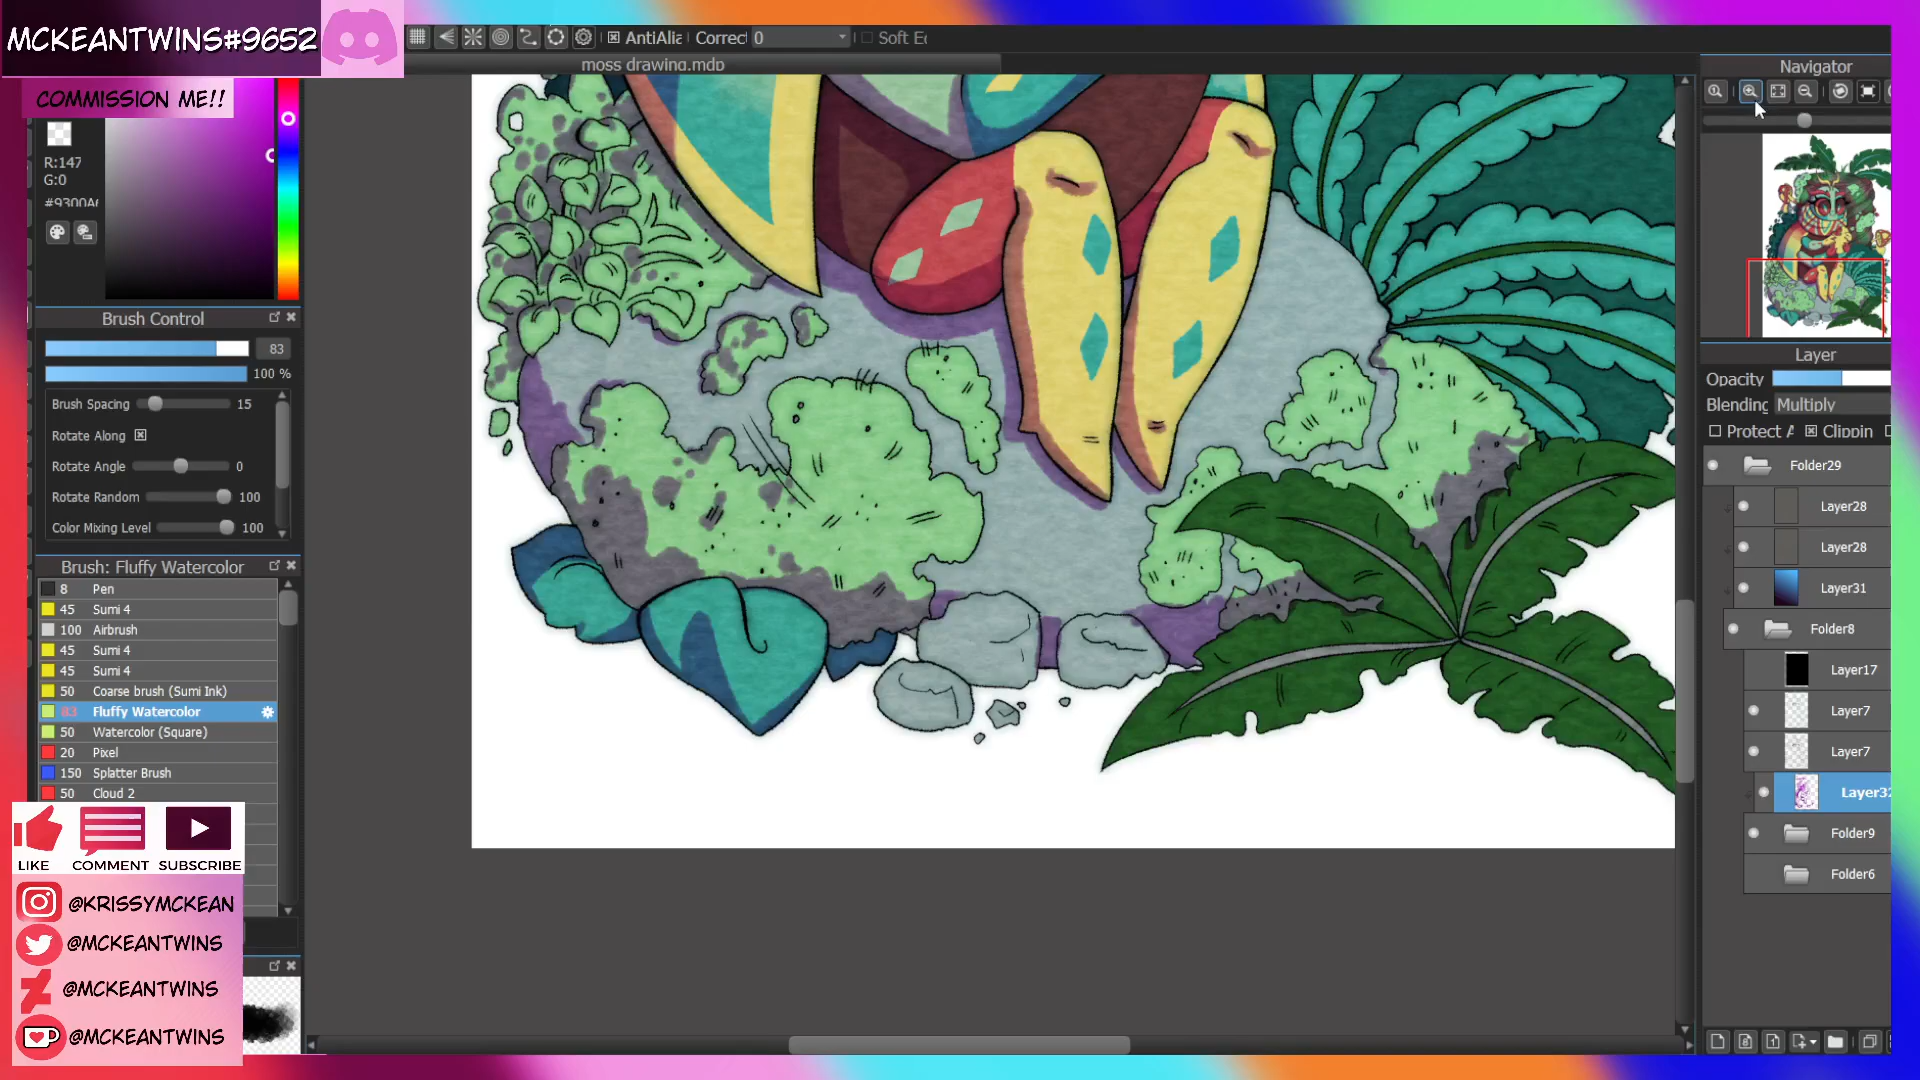 MCKEANTWINS#9652
COMMISSION ME!!
AntiAlia
Correct
0
Soft Ed
moss drawing.mdp
R:147
G:0
#9300A6
Brush Control
83
100 %
Brush Spacing
15
Rotate Along
Rotate Angle
0
Rotate Random
100
Color Mixing Level
100
Brush: Fluffy Watercolor
8 Pen
45 Sumi 4
100 Airbrush
45 Sumi 4
45 Sumi 4
50 Coarse brush (Sumi Ink)
83 Fluffy Watercolor
50 Watercolor (Square)
20 Pixel
150 Splatter Brush
50 Cloud 2
LIKE
COMMENT
SUBSCRIBE
@KRISSYMCKEAN
@MCKEANTWINS
@MCKEANTWINS
@MCKEANTWINS
Navigator
Layer
Opacity
Blending
Multiply
Protect A
Clippin
Folder29
Layer28
Layer28
Layer31
Folder8
Layer17
Layer7
Layer7
Layer32
Folder9
Folder6